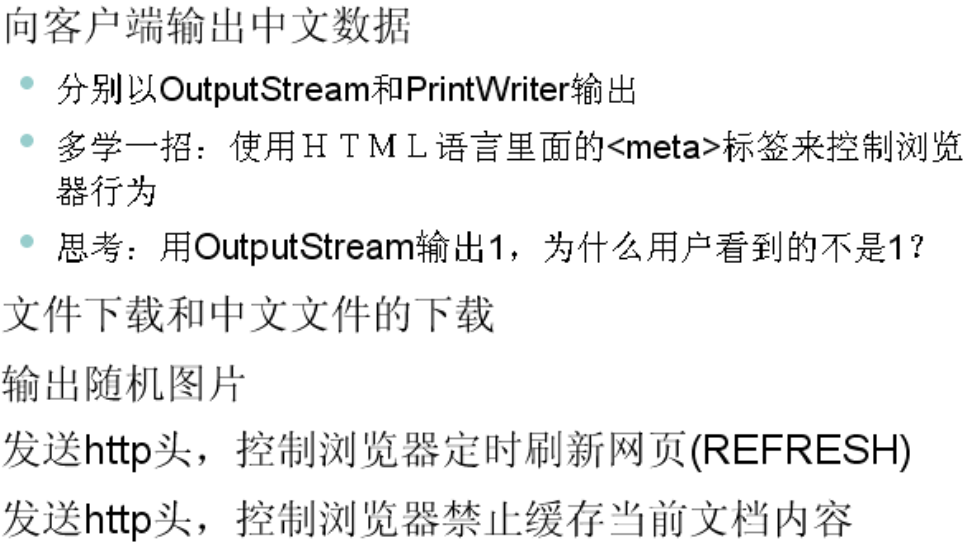 向客户端输出中文数据
分别以OutputStream和PrintWriter输出
多学一招：使用ＨＴＭＬ语言里面的<meta>标签来控制浏览
器行为
思考：用OutputStream输出1，为什么用户看到的不是1？
文件下载和中文文件的下载
输出随机图片
发送http头，控制浏览器定时刷新网页(REFRESH)
发送http头，控制浏览器禁止缓存当前文档内容